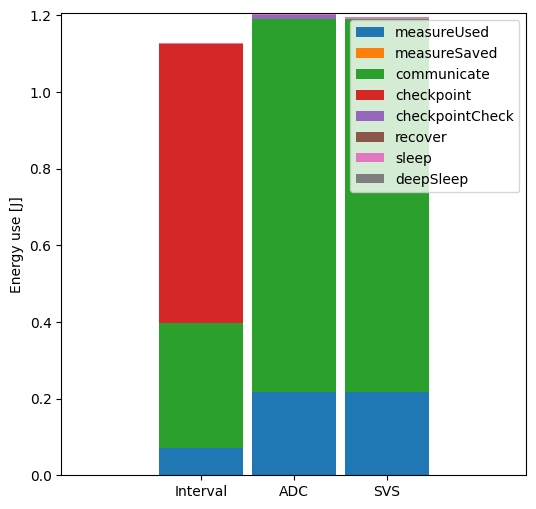 1.2
1.0
0.8
0.6
0.4
0.2
0.0
Energy use [J]
measureUsed
measureSaved
communicate
checkpoint
checkpointCheck
recover
sleep
deepSleep
Interval
ADC
SVS